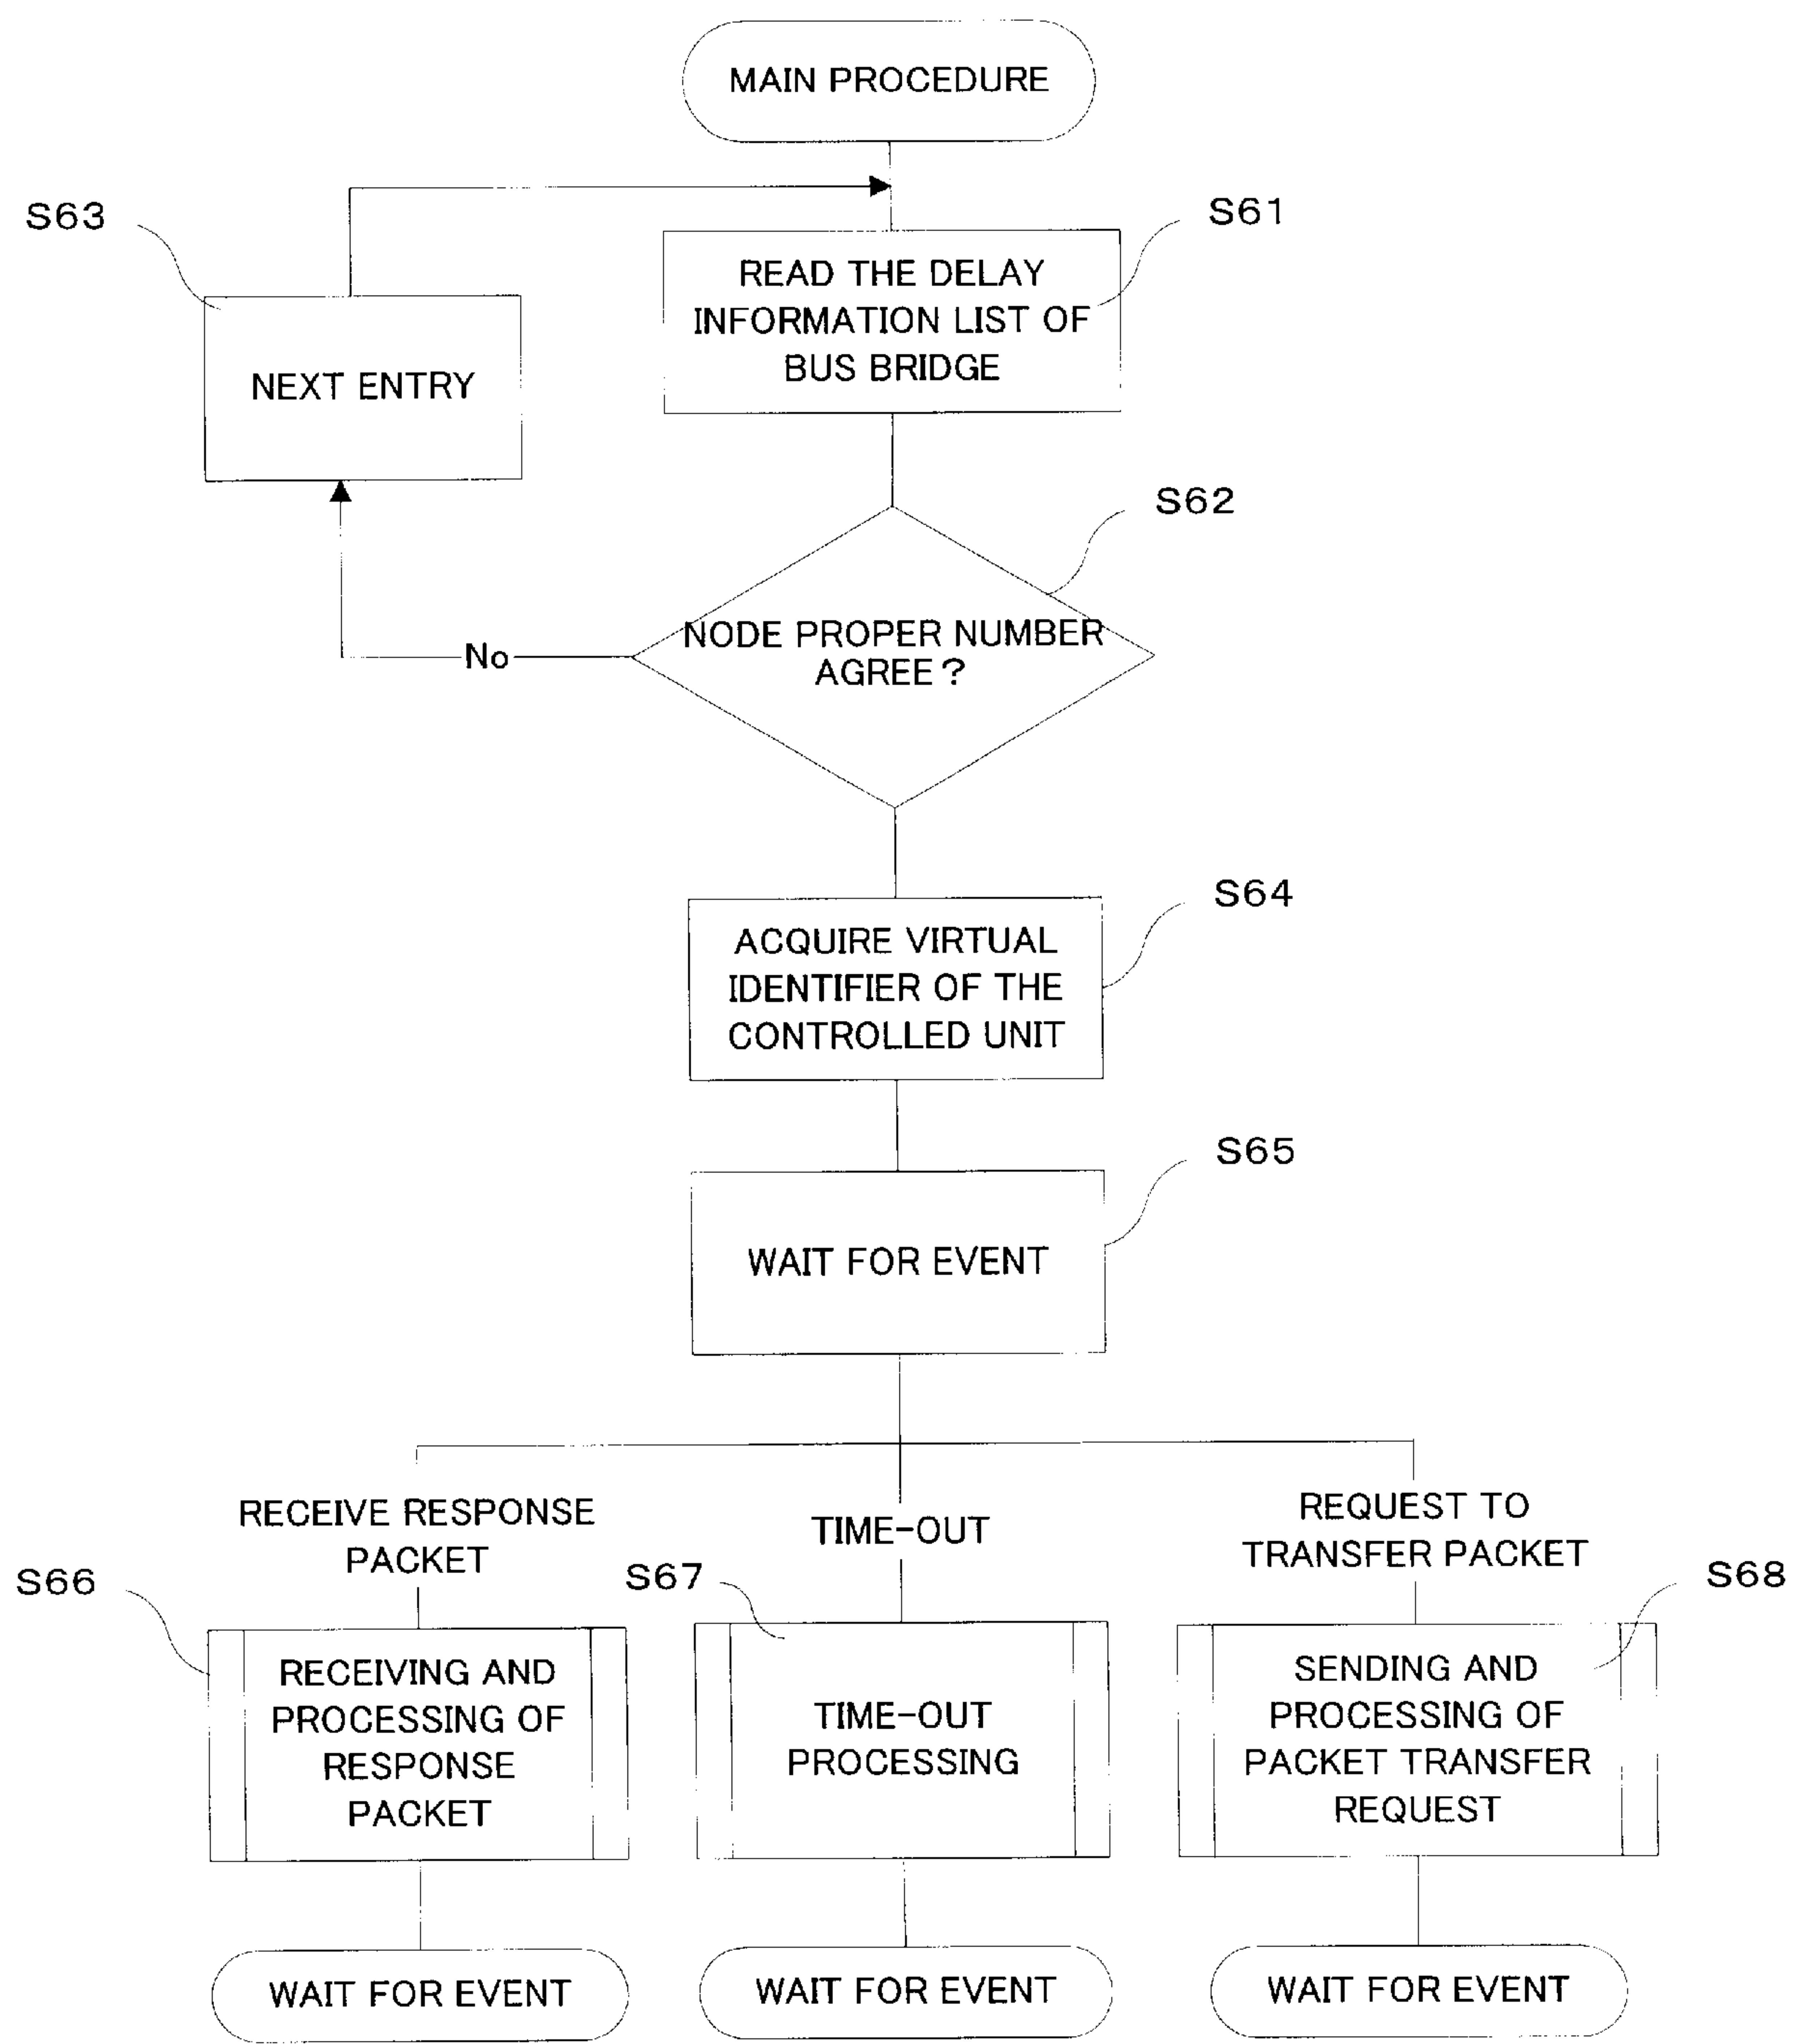 MAIN PROCEDURE
S63
S61
READ THE DELAY
INFORMATION LIST OF
BUS BRIDGE
NEXT ENTRY
S62
NODE PROPER NUMBER
AGREE?
No
S64
ACQUIRE VIRTUAL
IDENTIFIER OF THE
CONTROLLED UNIT
S65
WAIT FOR EVENT
RECEIVE RESPONSE
PACKET
TIME-OUT
REQUEST TO
TRANSFER PACKET
S66
S67
S68
RECEIVING AND
PROCESSING OF
RESPONSE
PACKET
TIME-OUT
PROCESSING
SENDING AND
PROCESSING OF
PACKET TRANSFER
REQUEST
WAIT FOR EVENT
WAIT FOR EVENT
WAIT FOR EVENT